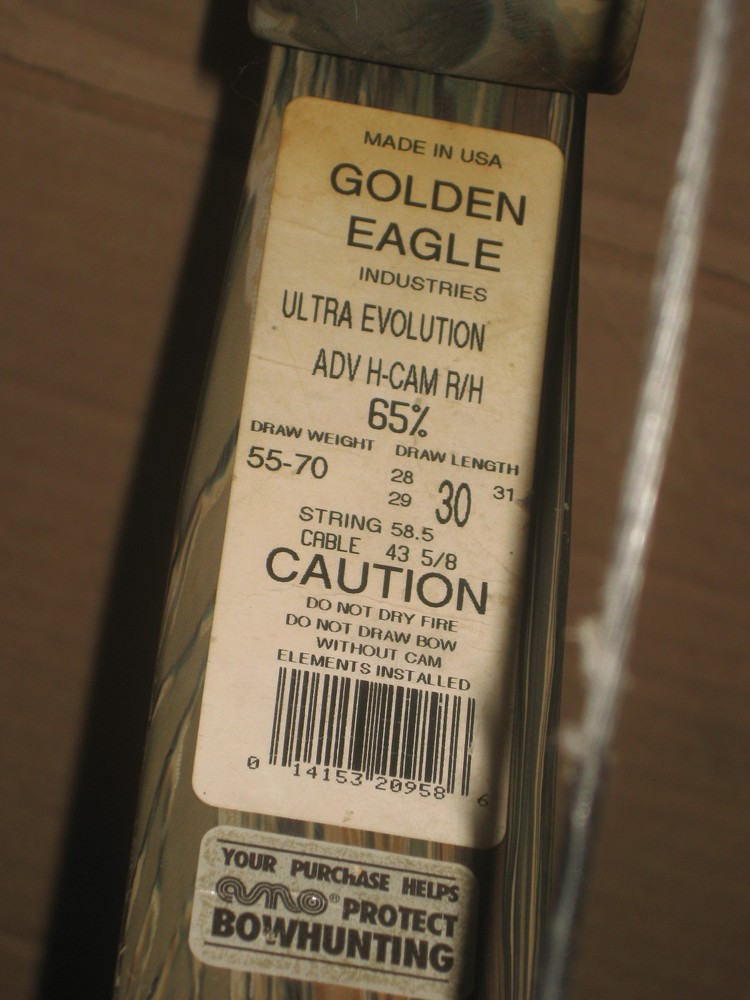 MADE IN USA
GOLDEN
EAGLE
INDUSTRIES
ULTRA EVOLUTION
ADV H-CAM R/H
65%
DRAW WEIGHT DRAW LENGTH
55-70 28 30 31
29
STRING 58.5
CABLE 43 5/8
CAUTION
DO NOT DRY FIRE
DO NOT DRAW BOW
WITHOUT CAM
ELEMENTS INSTALLED
0 14153 20958 6
YOUR PURCHASE HELPS
amo® PROTECT
BOWHUNTING